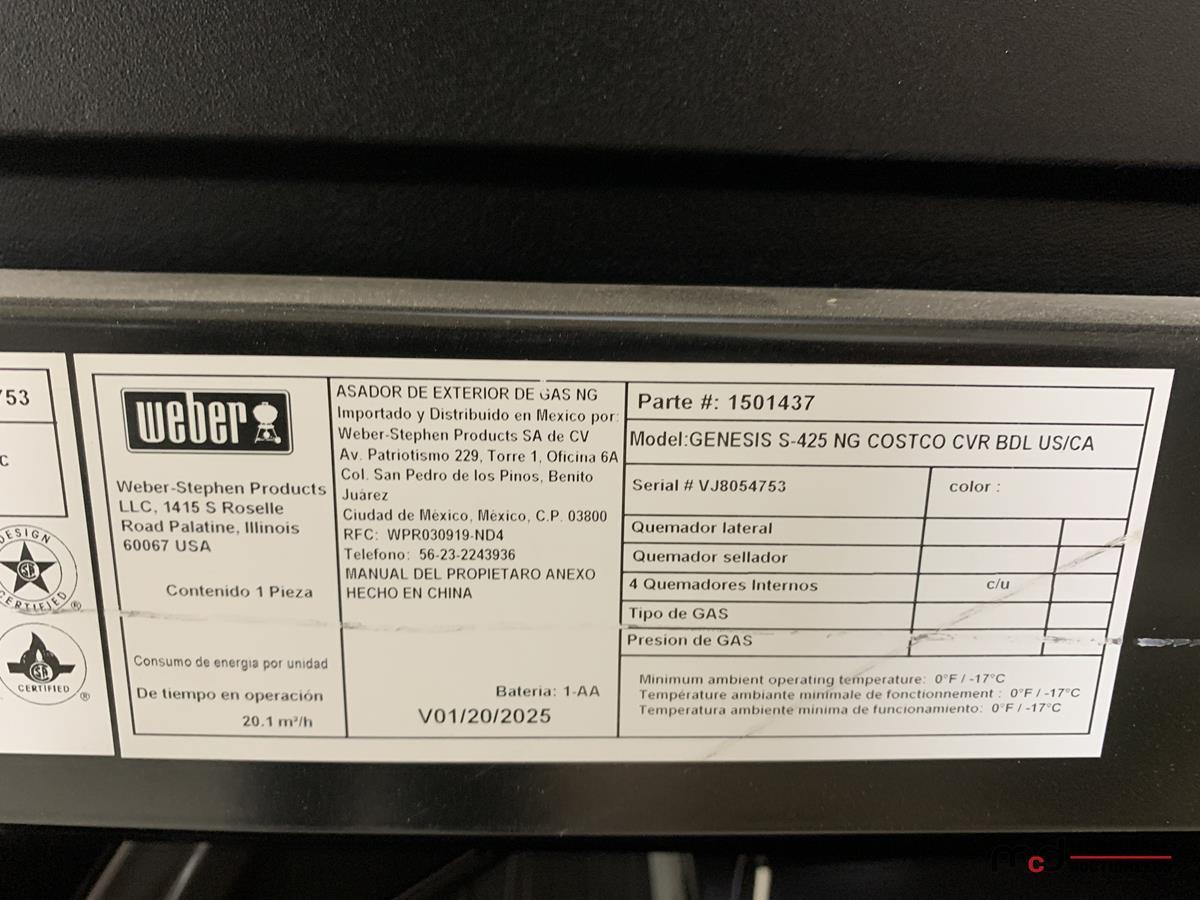 753
C
DESIGN
CERTIFIED
CERTIFIED
weber
Weber-Stephen Products
LLC, 1415 S Roselle
Road Palatine, Illinois
60067 USA
Contenido 1 Pieza
Consumo de energia por unidad
De tiempo en operación
20.1 m³/h
ASADOR DE EXTERIOR DE GAS NG
Importado y Distribuido en Mexico por:
Weber-Stephen Products SA de CV
Av. Patriotismo 229, Torre 1, Oficina 6A
Col. San Pedro de los Pinos, Benito
Juárez
Ciudad de México, México, C.P. 03800
RFC: WPR030919-ND4
Telefono: 56-23-2243936
MANUAL DEL PROPIETARO ANEXO
HECHO EN CHINA
Bateria: 1-AA
V01/20/2025
Parte #: 1501437
Model:GENESIS S-425 NG COSTCO CVR BDL US/CA
Serial # VJ8054753
color :
Quemador lateral
Quemador sellador
4 Quemadores Internos c/u
Tipo de GAS
Presion de GAS
Minimum ambient operating temperature: 0°F / -17°C
Température ambiante minimale de fonctionnement : 0°F / -17°C
Temperatura ambiente minima de funcionamiento: 0°F / -17°C
mcd